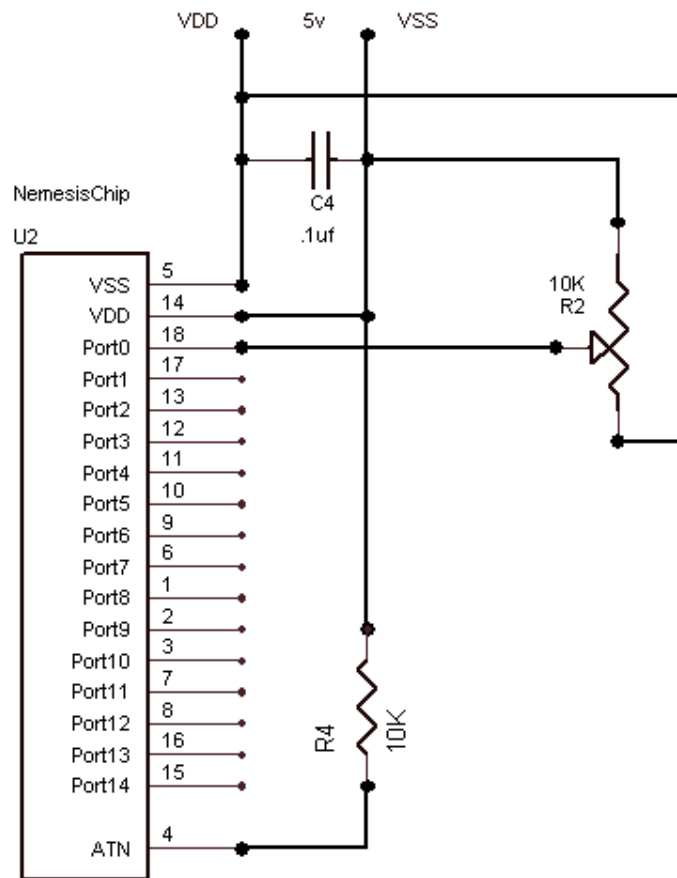 VDD 5v VSS
C4
.1uf
NemesisChip
U2
10K
R2
VSS 5
VDD 14
Port0 18
Port1 17
Port2 13
Port3 12
Port4 11
Port5 10
Port6 9
Port7 6
Port8 1
Port9 2
Port10 3
Port11 7
Port12 8
Port13 16
Port14 15
ATN 4
R4
10K